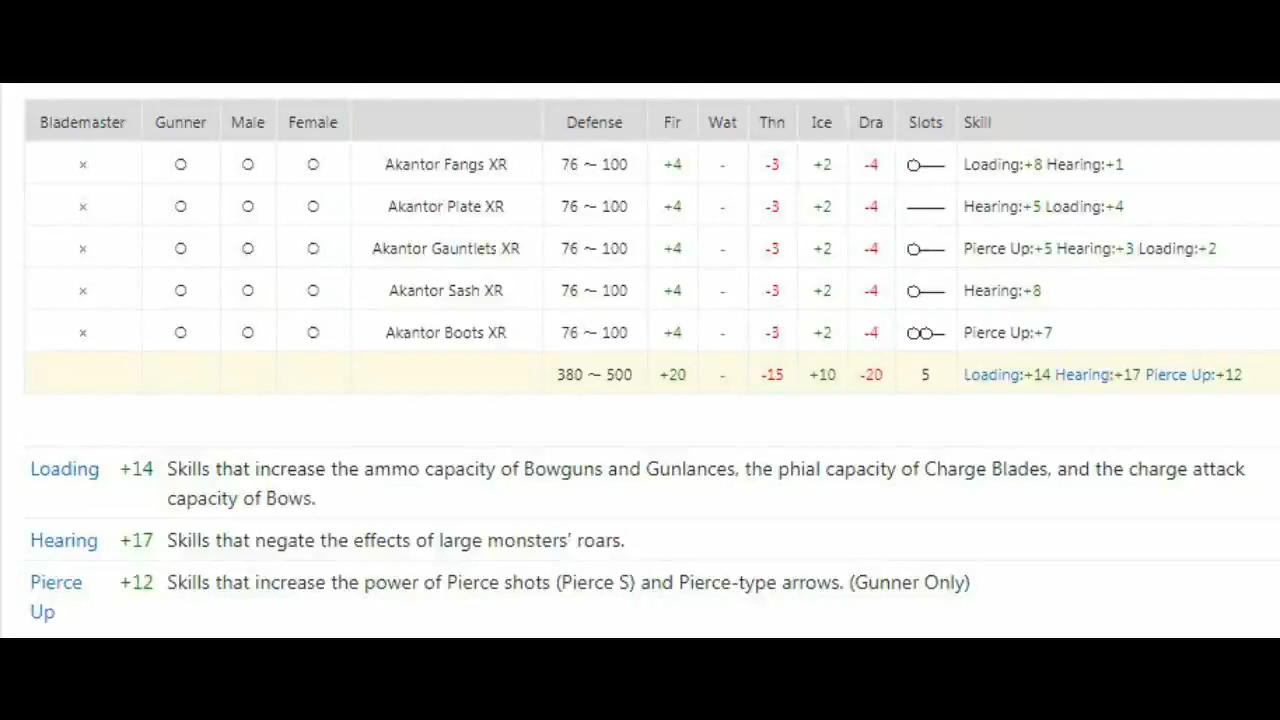 Blademaster Gunner Male Female Defense Fir Wat Thn Ice Dra Slots Skill
× ○ ○ ○ Akantor Fangs XR 76 ～ 100 +4 - -3 +2 -4 ○— Loading:+8 Hearing:+1
× ○ ○ ○ Akantor Plate XR 76 ～ 100 +4 - -3 +2 -4 —— Hearing:+5 Loading:+4
× ○ ○ ○ Akantor Gauntlets XR 76 ～ 100 +4 - -3 +2 -4 ○— Pierce Up:+5 Hearing:+3 Loading:+2
× ○ ○ ○ Akantor Sash XR 76 ～ 100 +4 - -3 +2 -4 ○— Hearing:+8
× ○ ○ ○ Akantor Boots XR 76 ～ 100 +4 - -3 +2 -4 ○○- Pierce Up:+7
380 ～ 500 +20 - -15 +10 -20 5 Loading:+14 Hearing:+17 Pierce Up:+12
Loading +14 Skills that increase the ammo capacity of Bowguns and Gunlances, the phial capacity of Charge Blades, and the charge attack
capacity of Bows.
Hearing +17 Skills that negate the effects of large monsters’ roars.
Pierce +12 Skills that increase the power of Pierce shots (Pierce S) and Pierce-type arrows. (Gunner Only)
Up